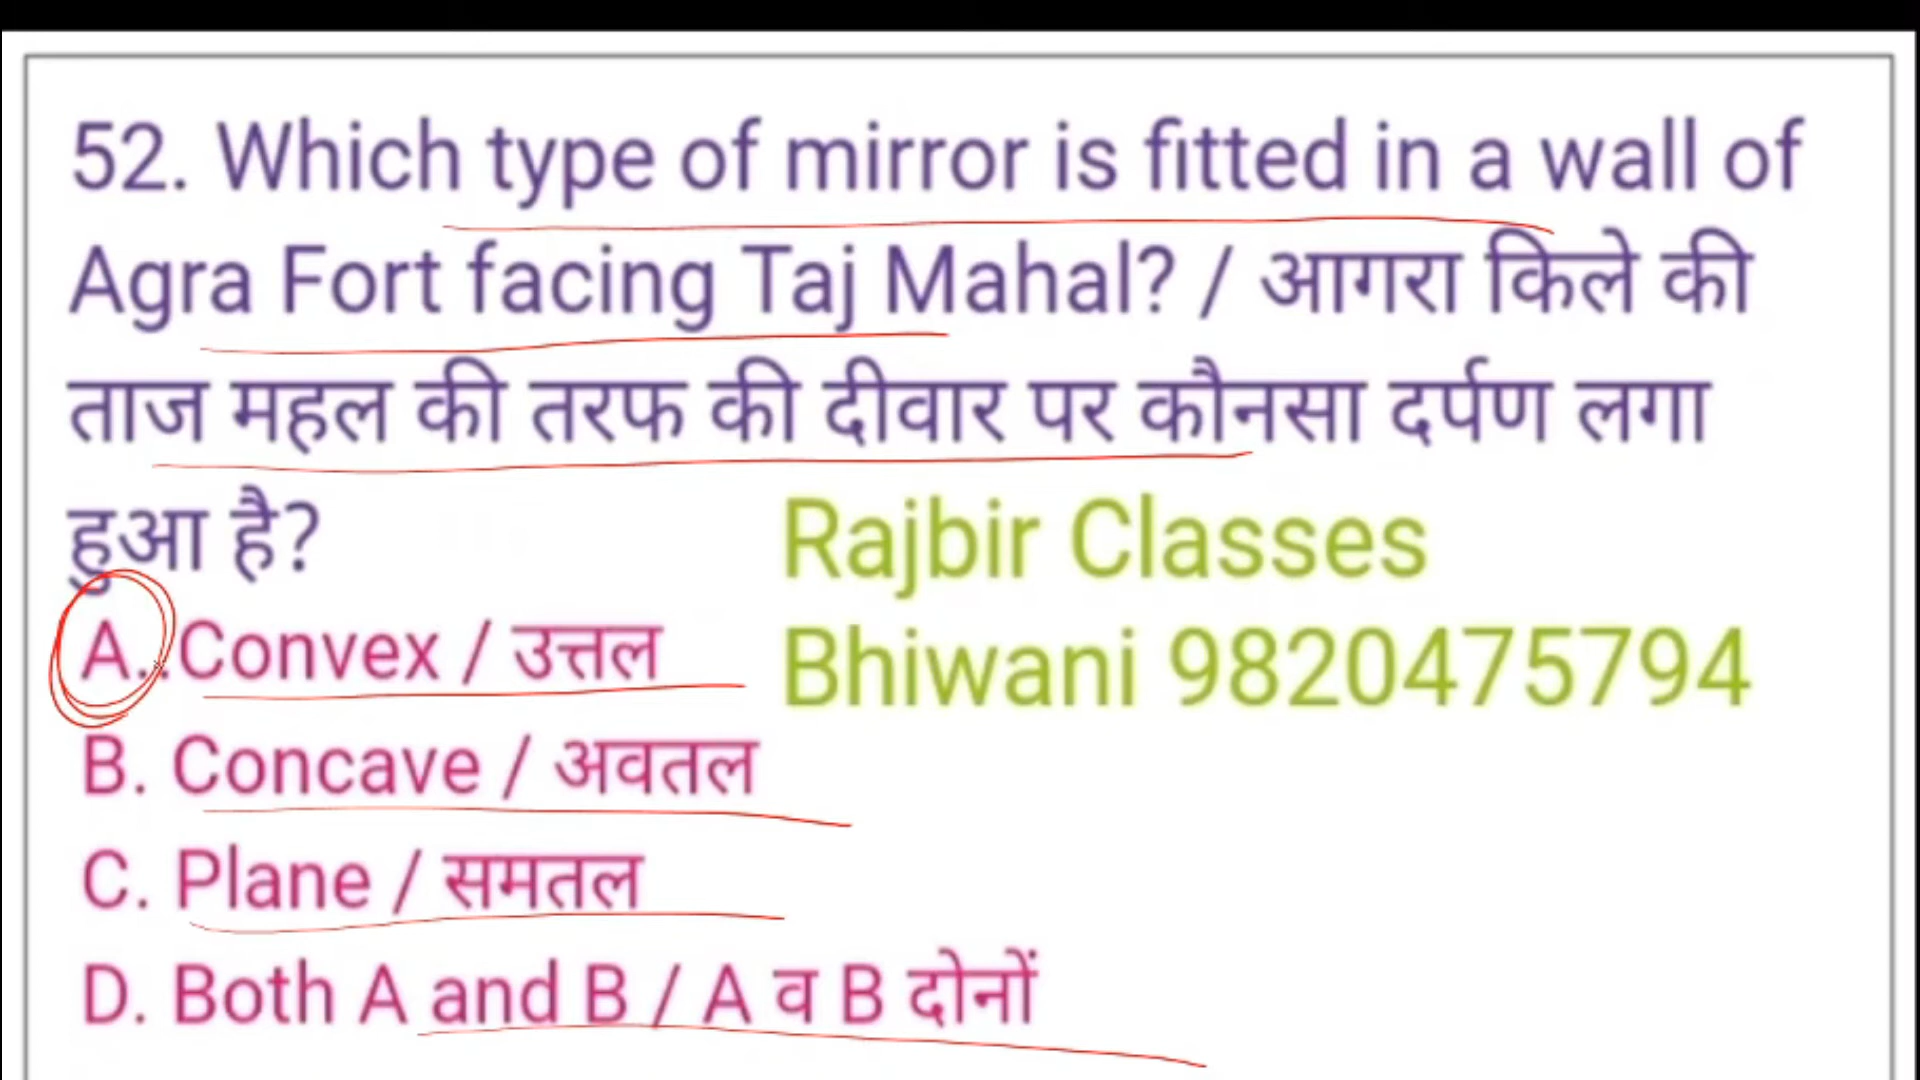 52. Which type of mirror is fitted in a wall of
Agra Fort facing Taj Mahal? / आगरा किले की
ताज महल की तरफ की दीवार पर कौनसा दर्पण लगा
हुआ है?
Rajbir Classes
A..Convex / उत्तल
Bhiwani 9820475794
B. Concave / अवतल
C. Plane / समतल
D. Both A and B / A व B दोनों